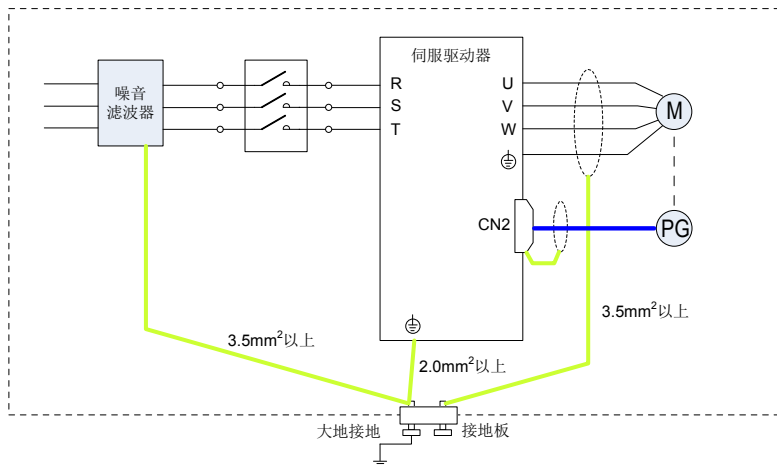 伺服驱动器
噪音
滤波器
R
S
T
U
V
W
M
CN2
PG
3.5mm²以上
2.0mm²以上
3.5mm²以上
大地接地
接地板